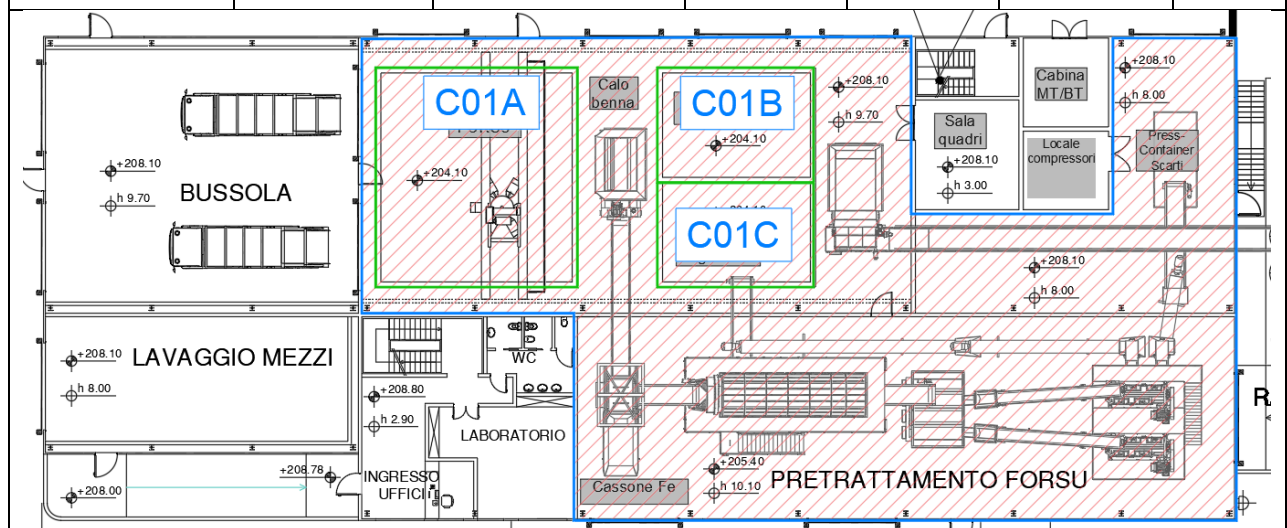 C01A
Calo
benna
C01B
+204.10
+208.10
h 9.70
Cabina
MT/BT
+208.10
h 8.00
Sala
quadri
Locale
compressori
Press-
Container
Scarti
+208.10
h 3.00
+208.10
BUSSOLA
h 9.70
+204.10
C01C
+208.10
h 8.00
+208.10
LAVAGGIO MEZZI
h 8.00
WC
+208.80
h 2.90
LABORATORIO
+208.78
INGRESSO
UFFICI
+208.00
Cassone Fe
+205.40
h 10.10
PRETRATTAMENTO FORSU